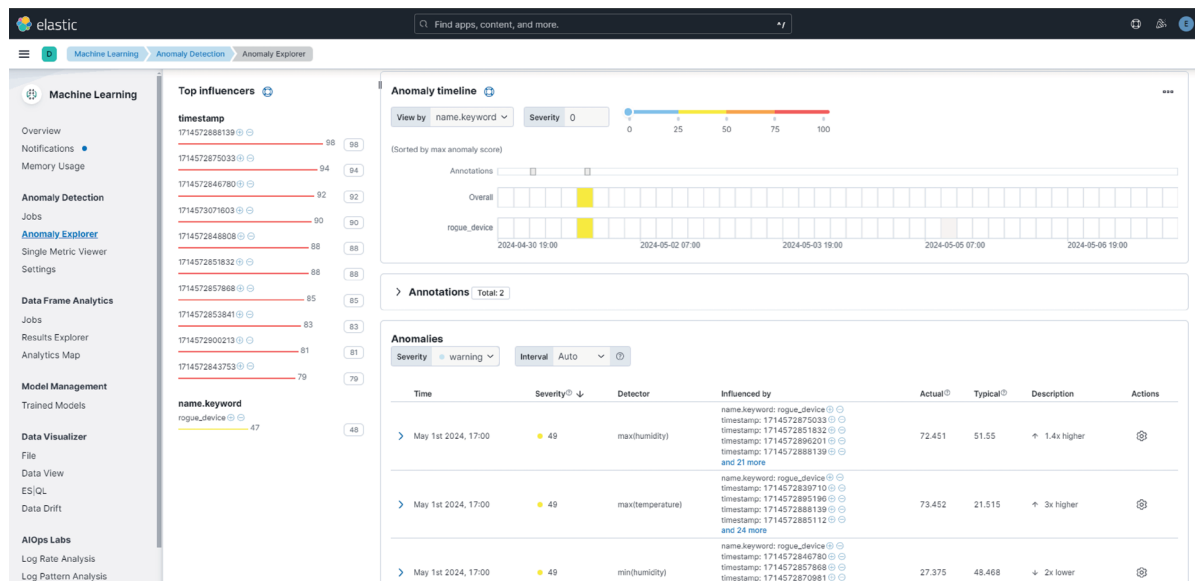 elastic
Find apps, content, and more.
^/
E
D
Machine Learning
Anomaly Detection
Anomaly Explorer
Machine Learning
Overview
Notifications
Memory Usage
Anomaly Detection
Jobs
Anomaly Explorer
Single Metric Viewer
Settings
Data Frame Analytics
Jobs
Results Explorer
Analytics Map
Model Management
Trained Models
Data Visualizer
File
Data View
ES|QL
Data Drift
AIOps Labs
Log Rate Analysis
Log Pattern Analysis
Top influencers
timestamp
1714572888139
98 98
1714572875033
94 94
1714572846780
92 92
1714573071603
90 90
1714572848808
88 88
1714572851832
88 88
1714572857868
85 85
1714572853841
83 83
1714572900213
81 81
1714572843753
79 79
name.keyword
rogue_device
47 48
Anomaly timeline
View by name.keyword Severity 0
0 25 50 75 100
(Sorted by max anomaly score)
Annotations
Overall
rogue_device
2024-04-30 19:00 2024-05-02 07:00 2024-05-03 19:00 2024-05-05 07:00 2024-05-06 19:00
Annotations Total: 2
Anomalies
Severity warning Interval Auto
Time Severity Detector Influenced by Actual Typical Description Actions
name.keyword: rogue_device
timestamp: 1714572875033
timestamp: 1714572851832
May 1st 2024, 17:00 49 max(humidity) 72.451 51.55 ↑ 1.4x higher
timestamp: 1714572896201
timestamp: 1714572888139
and 21 more
name.keyword: rogue_device
timestamp: 1714572839710
timestamp: 1714572895196
May 1st 2024, 17:00 49 max(temperature) 73.452 21.515 ↑ 3x higher
timestamp: 1714572888139
timestamp: 1714572885112
and 24 more
name.keyword: rogue_device
timestamp: 1714572846780
timestamp: 1714572857868
May 1st 2024, 17:00 49 min(humidity) 27.375 48.468 ↓ 2x lower
timestamp: 1714572870981